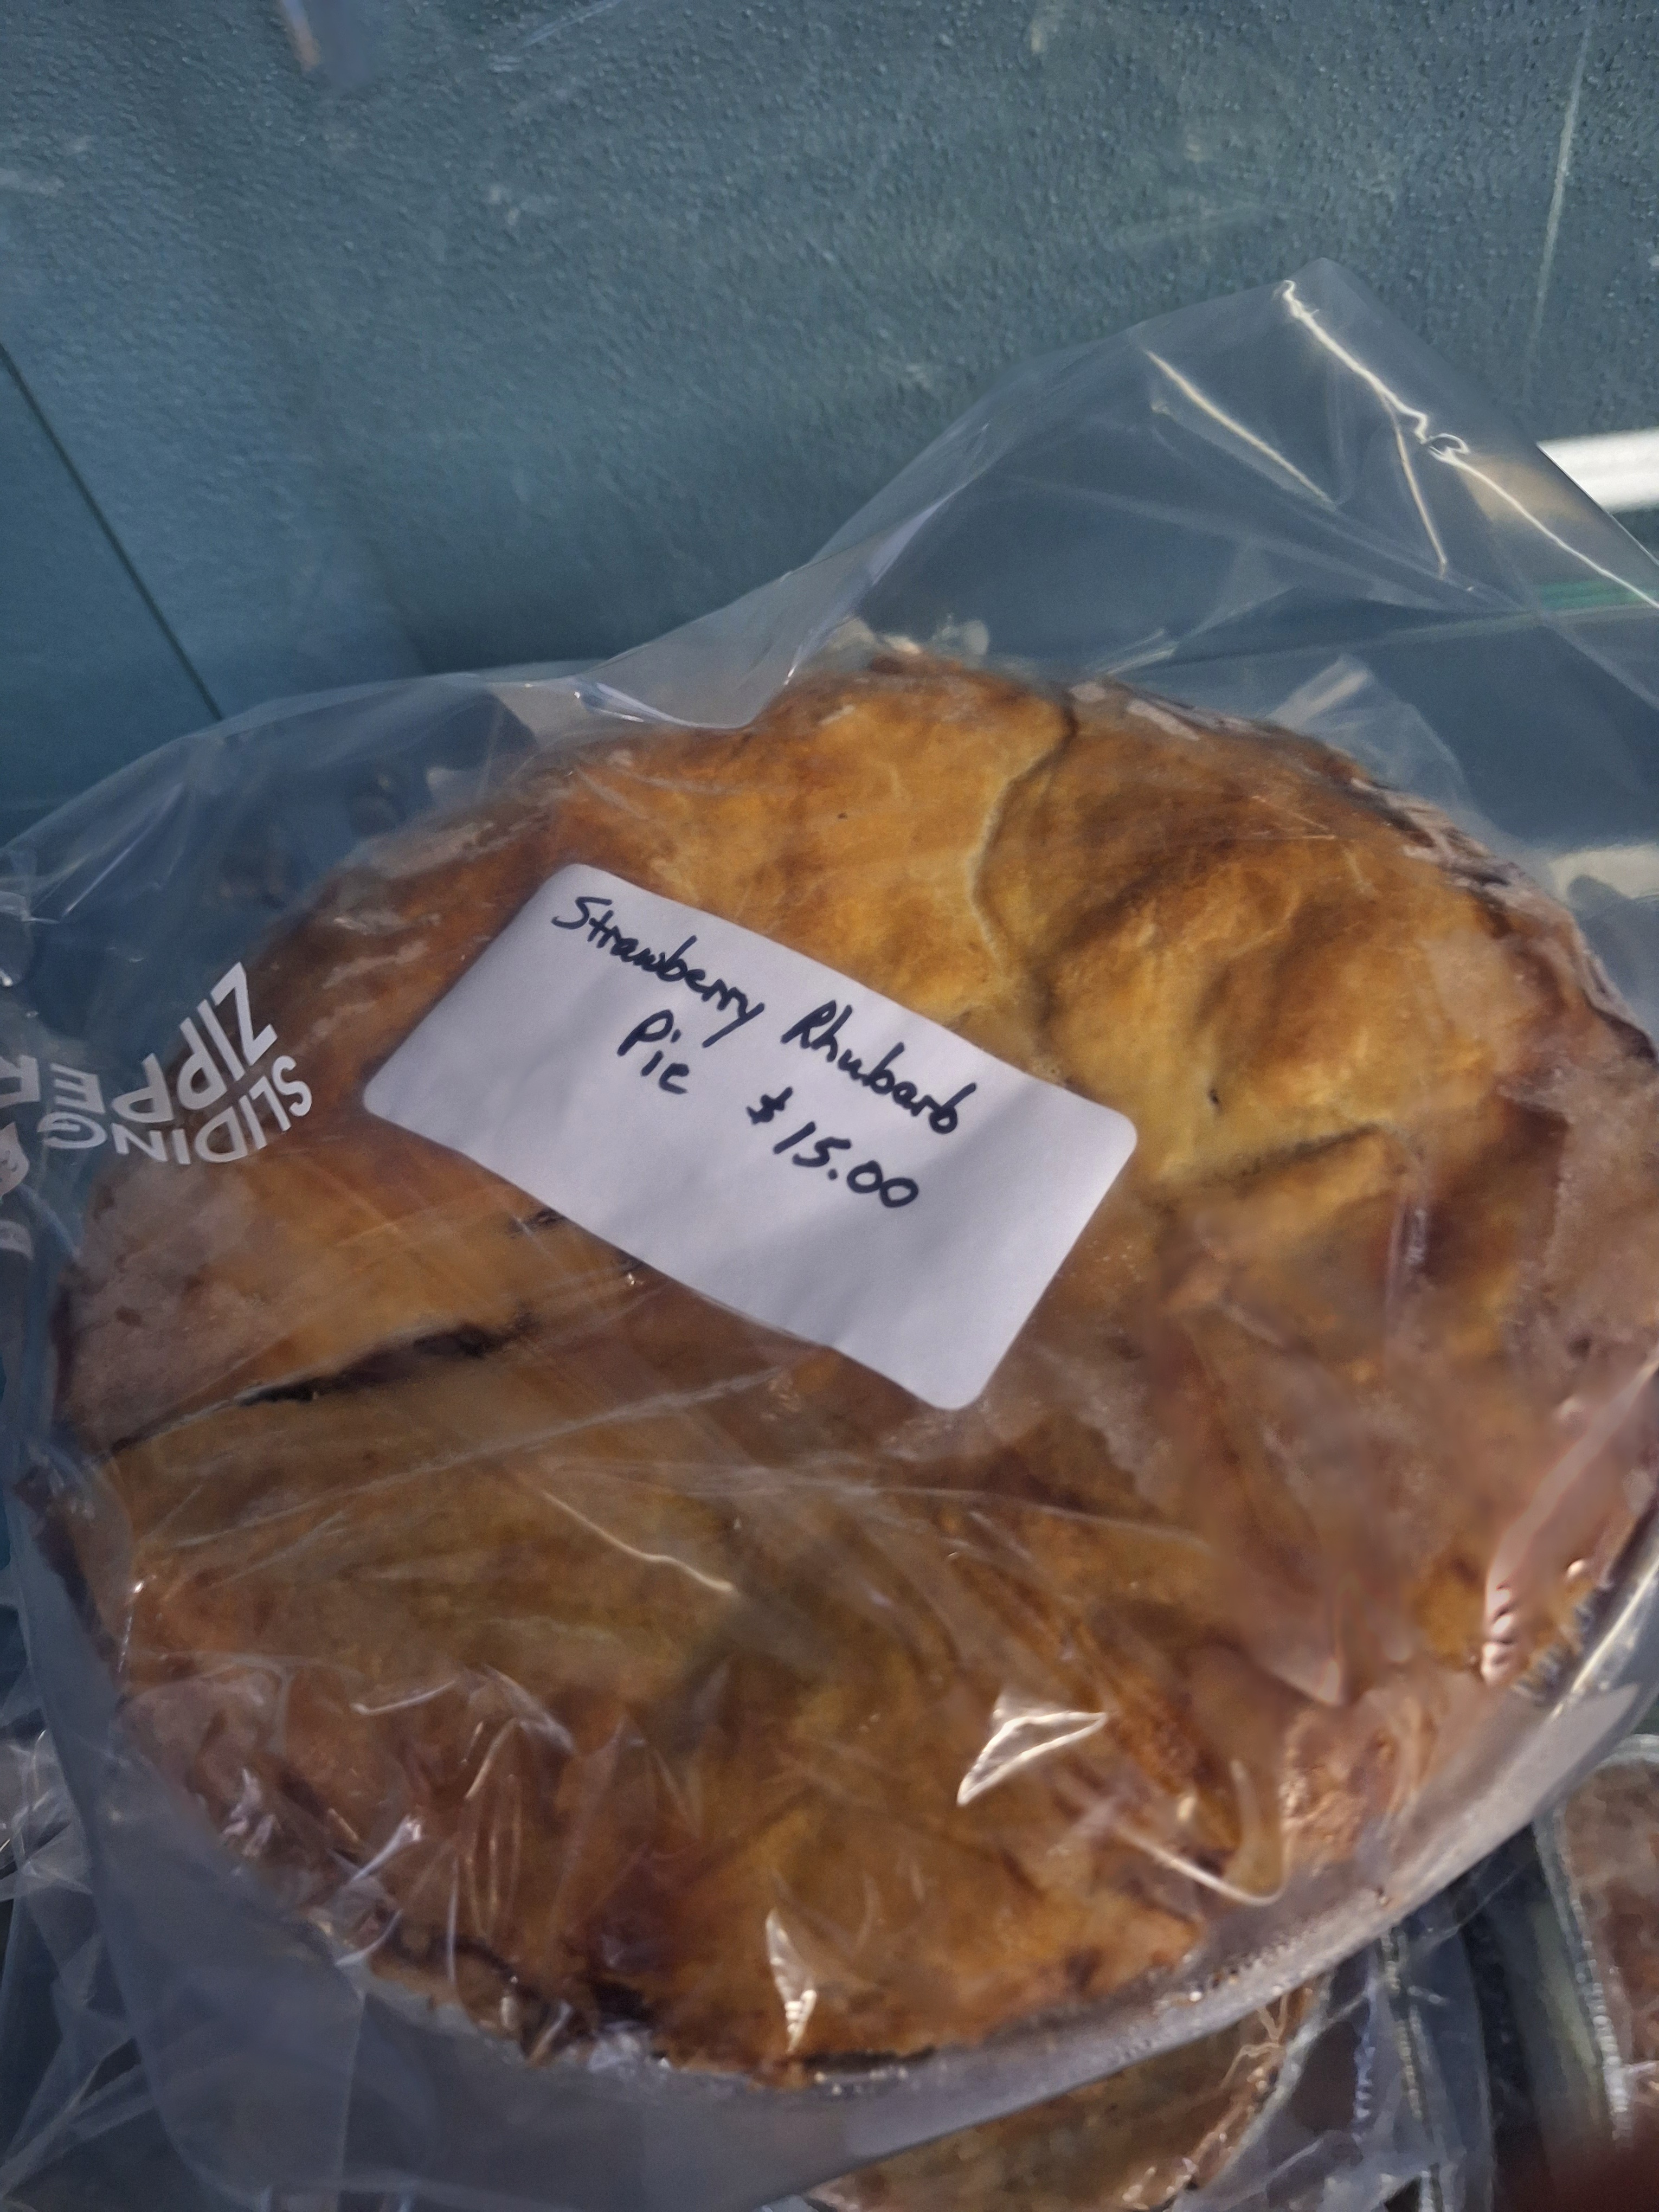 Strawberry Rhubarb
Pie $15.00
SLIDING
ZIPPER